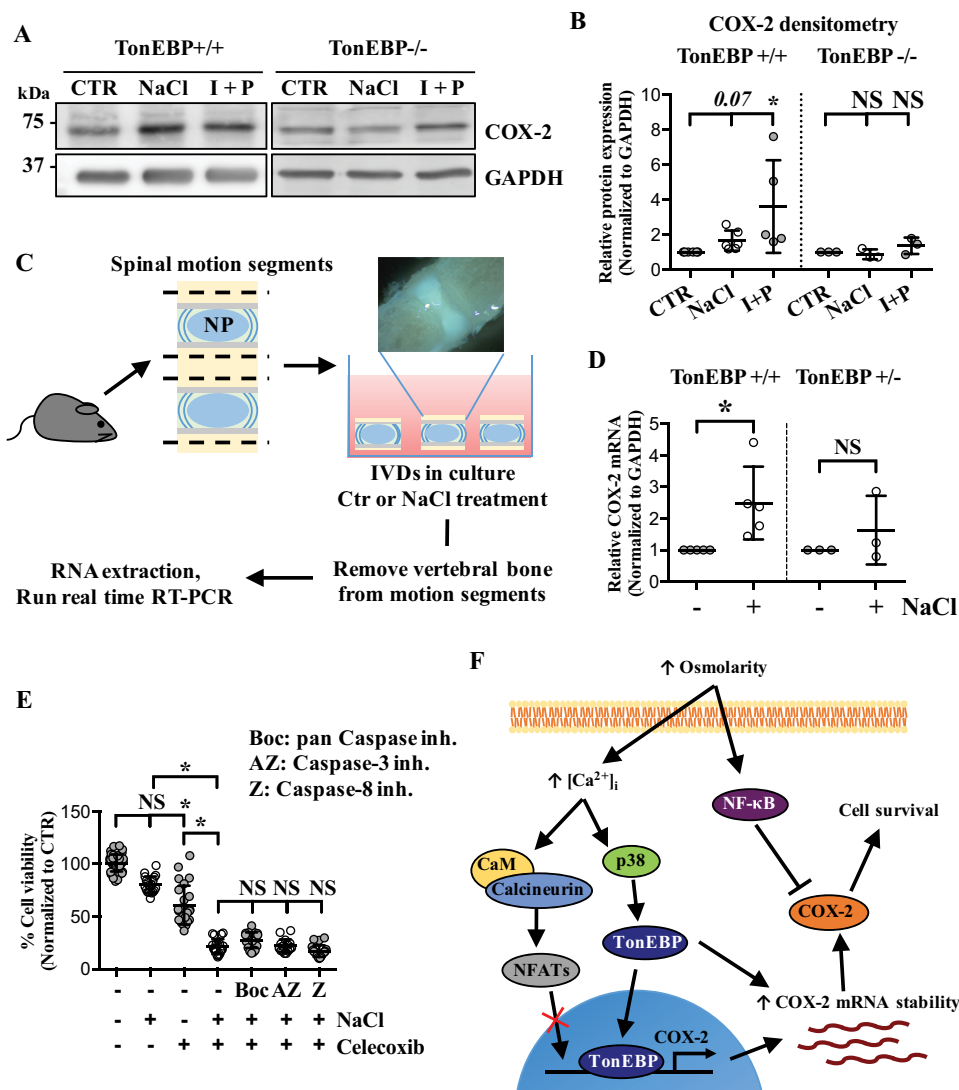 A
TonEBP+/+
TonEBP-/-
CTR NaCl I + P
CTR NaCl I + P
kDa
75
37
COX-2
GAPDH
B
COX-2 densitometry
TonEBP +/+
TonEBP -/-
Relative protein expression
(Normalized to GAPDH)
10
8
6
4
2
0
0.07
*
NS NS
CTR
NaCl
I+P
CTR
NaCl
I+P
C
Spinal motion segments
NP
IVDs in culture
Ctr or NaCl treatment
Remove vertebral bone
from motion segments
RNA extraction,
Run real time RT-PCR
D
TonEBP +/+
TonEBP +/-
Relative COX-2 mRNA
(Normalized to GAPDH)
5
4
3
2
1
0
*
NS
- + - + NaCl
E
Boc: pan Caspase inh.
AZ: Caspase-3 inh.
Z: Caspase-8 inh.
% Cell viability
(Normalized to CTR)
150
100
50
0
*
NS *
*
NS NS NS
- - - - Boc AZ Z
- + - + + + + NaCl
- - + + + + + Celecoxib
F
↑ Osmolarity
↑ [Ca²⁺]i
NF-κB
Cell survival
CaM
Calcineurin
p38
COX-2
NFATs
TonEBP
↑ COX-2 mRNA stability
COX-2
TonEBP